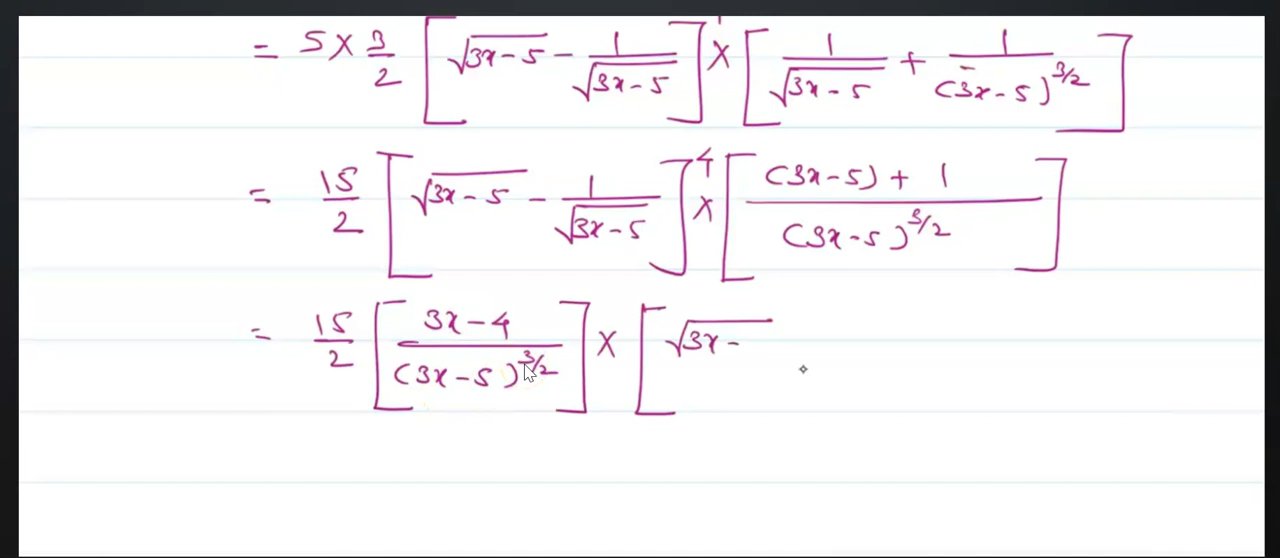 = 5 × 3/2 [ √(3x-5) - 1/√(3x-5) ] × [ 1/√(3x-5) + 1/(3x-5)^3/2 ]
= 15/2 [ √(3x-5) - 1/√(3x-5) ]^4 × [ ((3x-5) + 1)/(3x-5)^3/2 ]
= 15/2 [ (3x-4)/(3x-5)^3/2 ] × [ √3x -